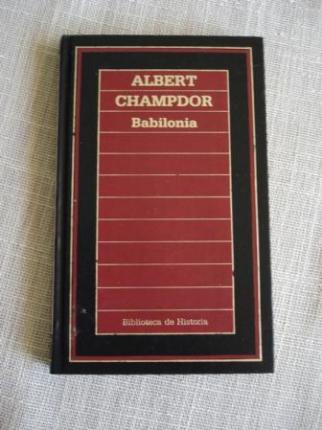 ALBERT
CHAMPDOR
Babilonia
Biblioteca de Historia